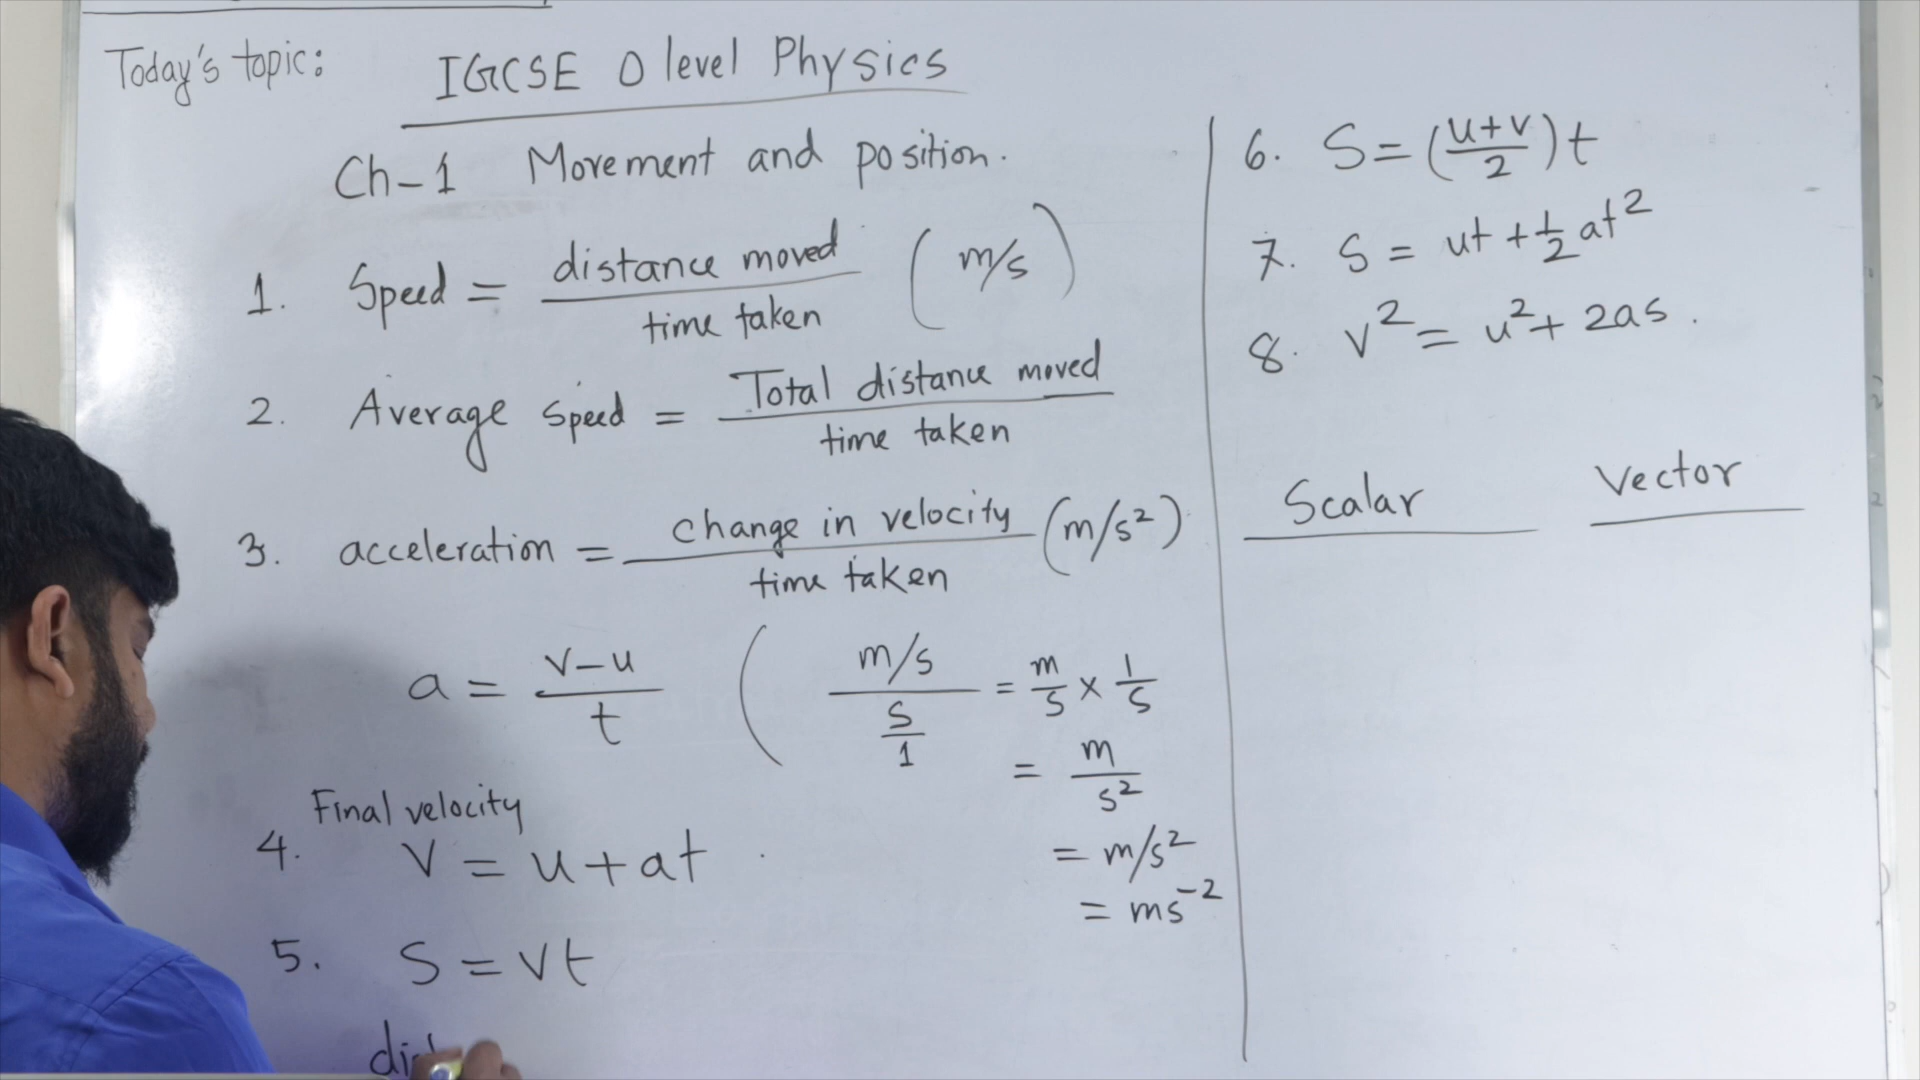 Today's topic:
IGCSE O level Physics
Ch-1 Movement and position.
1. Speed = distance moved / time taken (m/s)
2. Average speed = Total distance moved / time taken
3. acceleration = change in velocity / time taken (m/s²)
a = v-u / t ( m/s / s/1 = m/s × 1/s
= m/s²
= m/s²
= ms⁻²
Final velocity
4. v = u + at
5. S = vt
6. S = (u+v/2)t
7. S = ut + 1/2 at²
8. v² = u² + 2as.
Scalar Vector